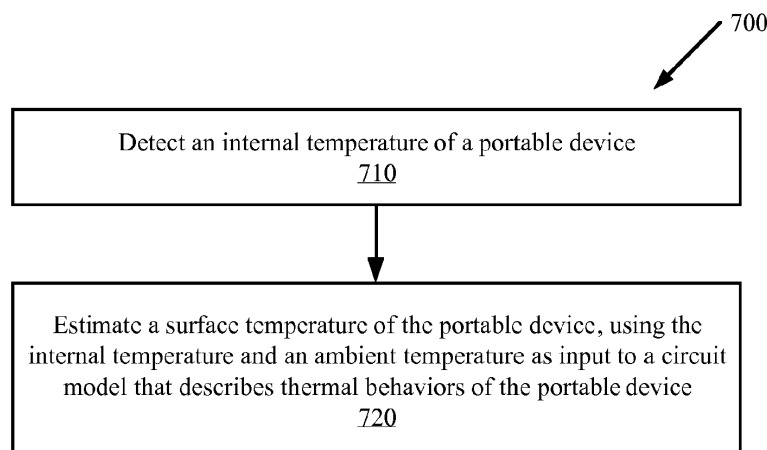 700
Detect an internal temperature of a portable device
710
Estimate a surface temperature of the portable device, using the
internal temperature and an ambient temperature as input to a circuit
model that describes thermal behaviors of the portable device
720